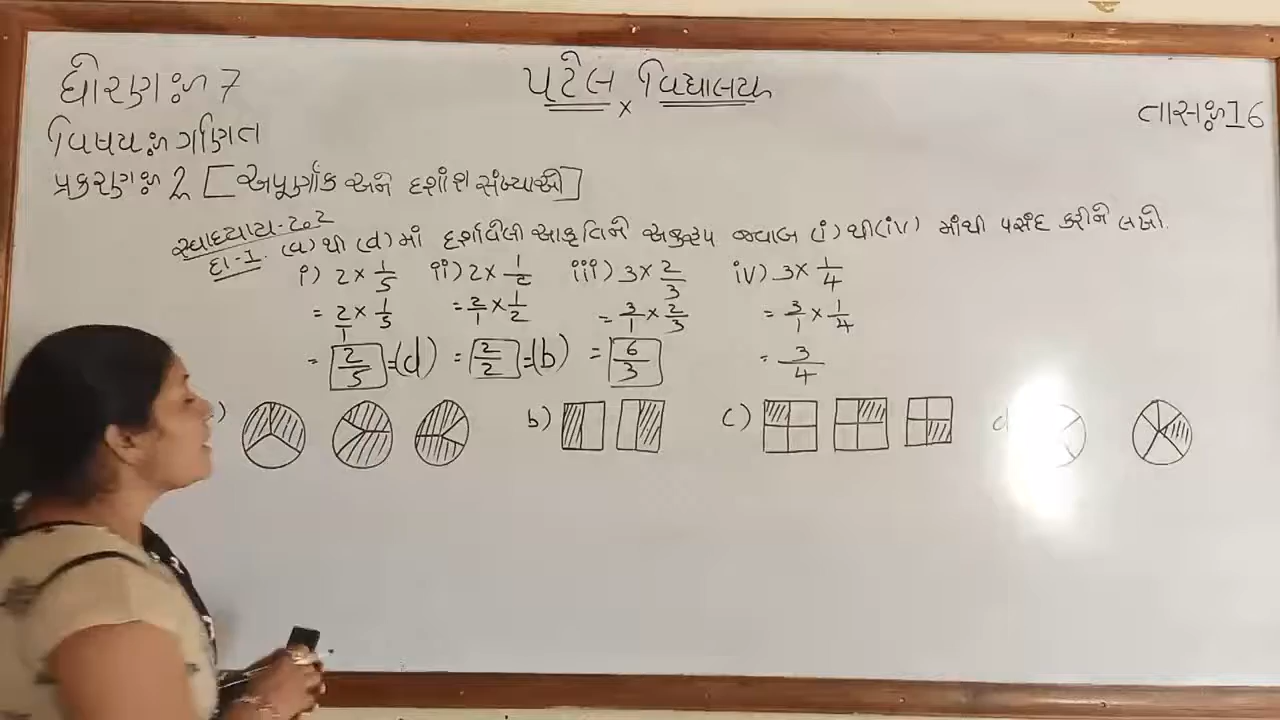 પટેલ × વિદ્યાલય
ધોરણ ઃ 7
તાસ ઃ 16
વિષય ઃ ગણિત
પ્રકરણ ઃ 2 [અપૂર્ણાંક અને દશાંશ સંખ્યાઓ]
સ્વાધ્યાય-2.2
દા-1. (a) થી (d) માં દર્શાવેલી આકૃતિને અનુરૂપ જવાબ (i) થી (iv) માંથી પસંદ કરીને લખો.
i) 2 × 1/5 ii) 2 × 1/2 iii) 3 × 2/3 iv) 3 × 1/4
= 2/1 × 1/5 = 2/1 × 1/2 = 3/1 × 2/3 = 3/1 × 1/4
= 2/5 = (d) = 2/2 = (b) = 6/3 = 3/4
) b) c) d